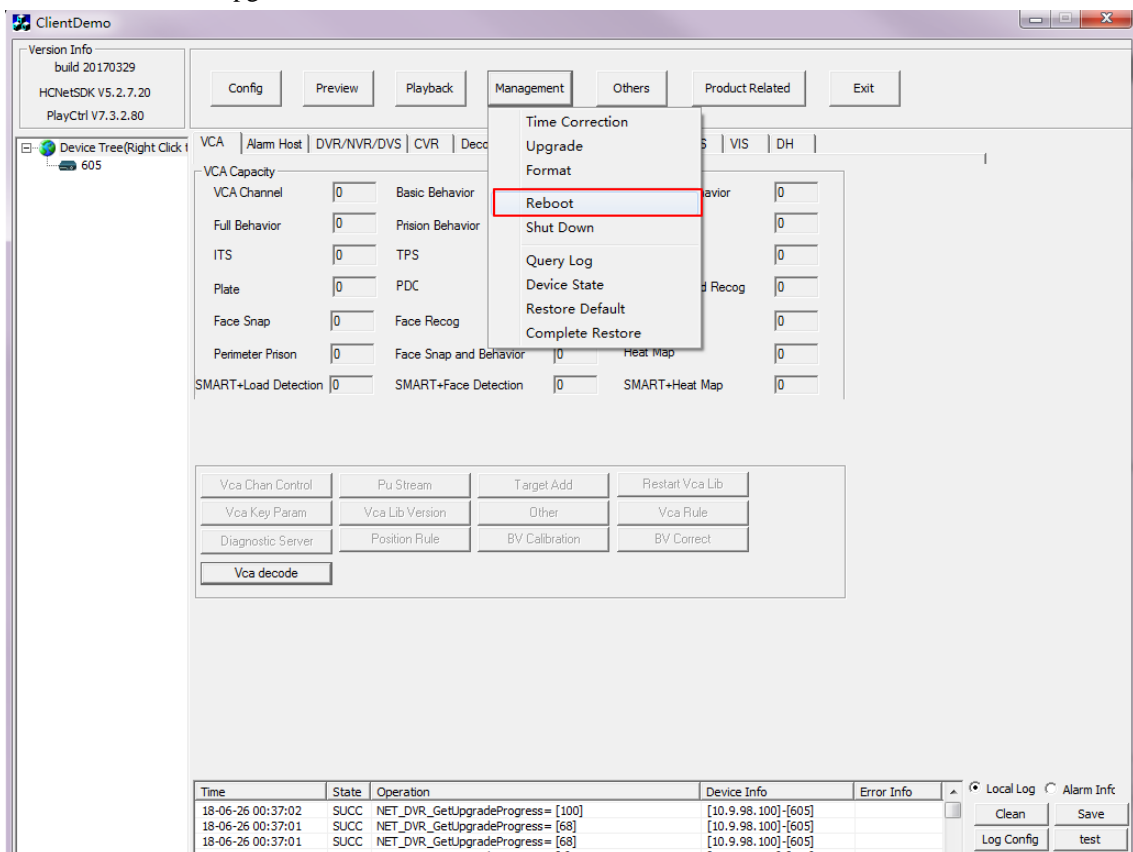 ClientDemo
Version Info
build 20170329
HCNetSDK V5.2.7.20
PlayCtrl V7.3.2.80
Config Preview Playback Management Others Product Related Exit
Time Correction
Upgrade
Format
Reboot
Shut Down
Query Log
Device State
Restore Default
Complete Restore
Device Tree(Right Click
605
VCA Alarm Host DVR/NVR/DVS CVR VIS DH
VCA Capacity
VCA Channel 0 Basic Behavior 0
Full Behavior 0 Prision Behavior 0
ITS 0 TPS 0
Plate 0 PDC d Recog 0
Face Snap 0 Face Recog 0
Perimeter Prison 0 Face Snap and Behavior 0 Heat Map 0
SMART+Load Detection 0 SMART+Face Detection 0 SMART+Heat Map 0
Vca Chan Control Pu Stream Target Add Restart Vca Lib
Vca Key Param Vca Lib Version Other Vca Rule
Diagnostic Server Position Rule BV Calibration BV Correct
Vca decode
Time State Operation Device Info Error Info
18-06-26 00:37:02 SUCC NET_DVR_GetUpgradeProgress= [100] [10.9.98.100]-[605]
18-06-26 00:37:01 SUCC NET_DVR_GetUpgradeProgress= [68] [10.9.98.100]-[605]
18-06-26 00:37:01 SUCC NET_DVR_GetUpgradeProgress= [68] [10.9.98.100]-[605]
Local Log Alarm Info
Clean Save
Log Config test